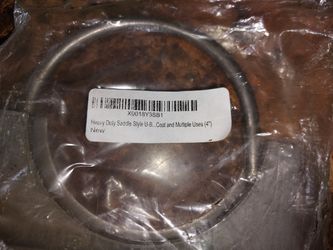 X0018Y3SB1
Heavy Duty Saddle Style U-B...Coat and Multiple Uses (4")
New